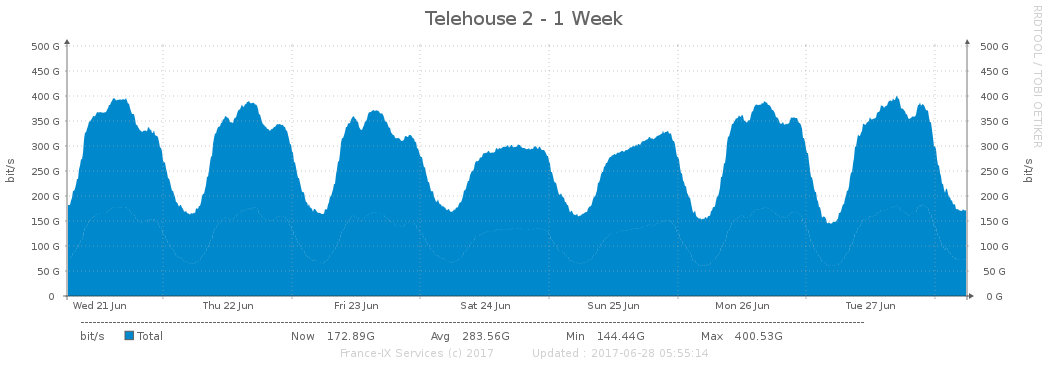 Telehouse 2 - 1 Week
RRDTOOL / TOBI OETIKER
500 G 500 G
450 G 450 G
400 G 400 G
350 G 350 G
300 G 300 G
250 G 250 G
200 G 200 G
150 G 150 G
100 G 100 G
50 G 50 G
0 0 G
bit/s bit/s
Wed 21 Jun Thu 22 Jun Fri 23 Jun Sat 24 Jun Sun 25 Jun Mon 26 Jun Tue 27 Jun
bit/s Total Now 172.89G Avg 283.56G Min 144.44G Max 400.53G
France-IX Services (c) 2017 Updated : 2017-06-28 05:55:14